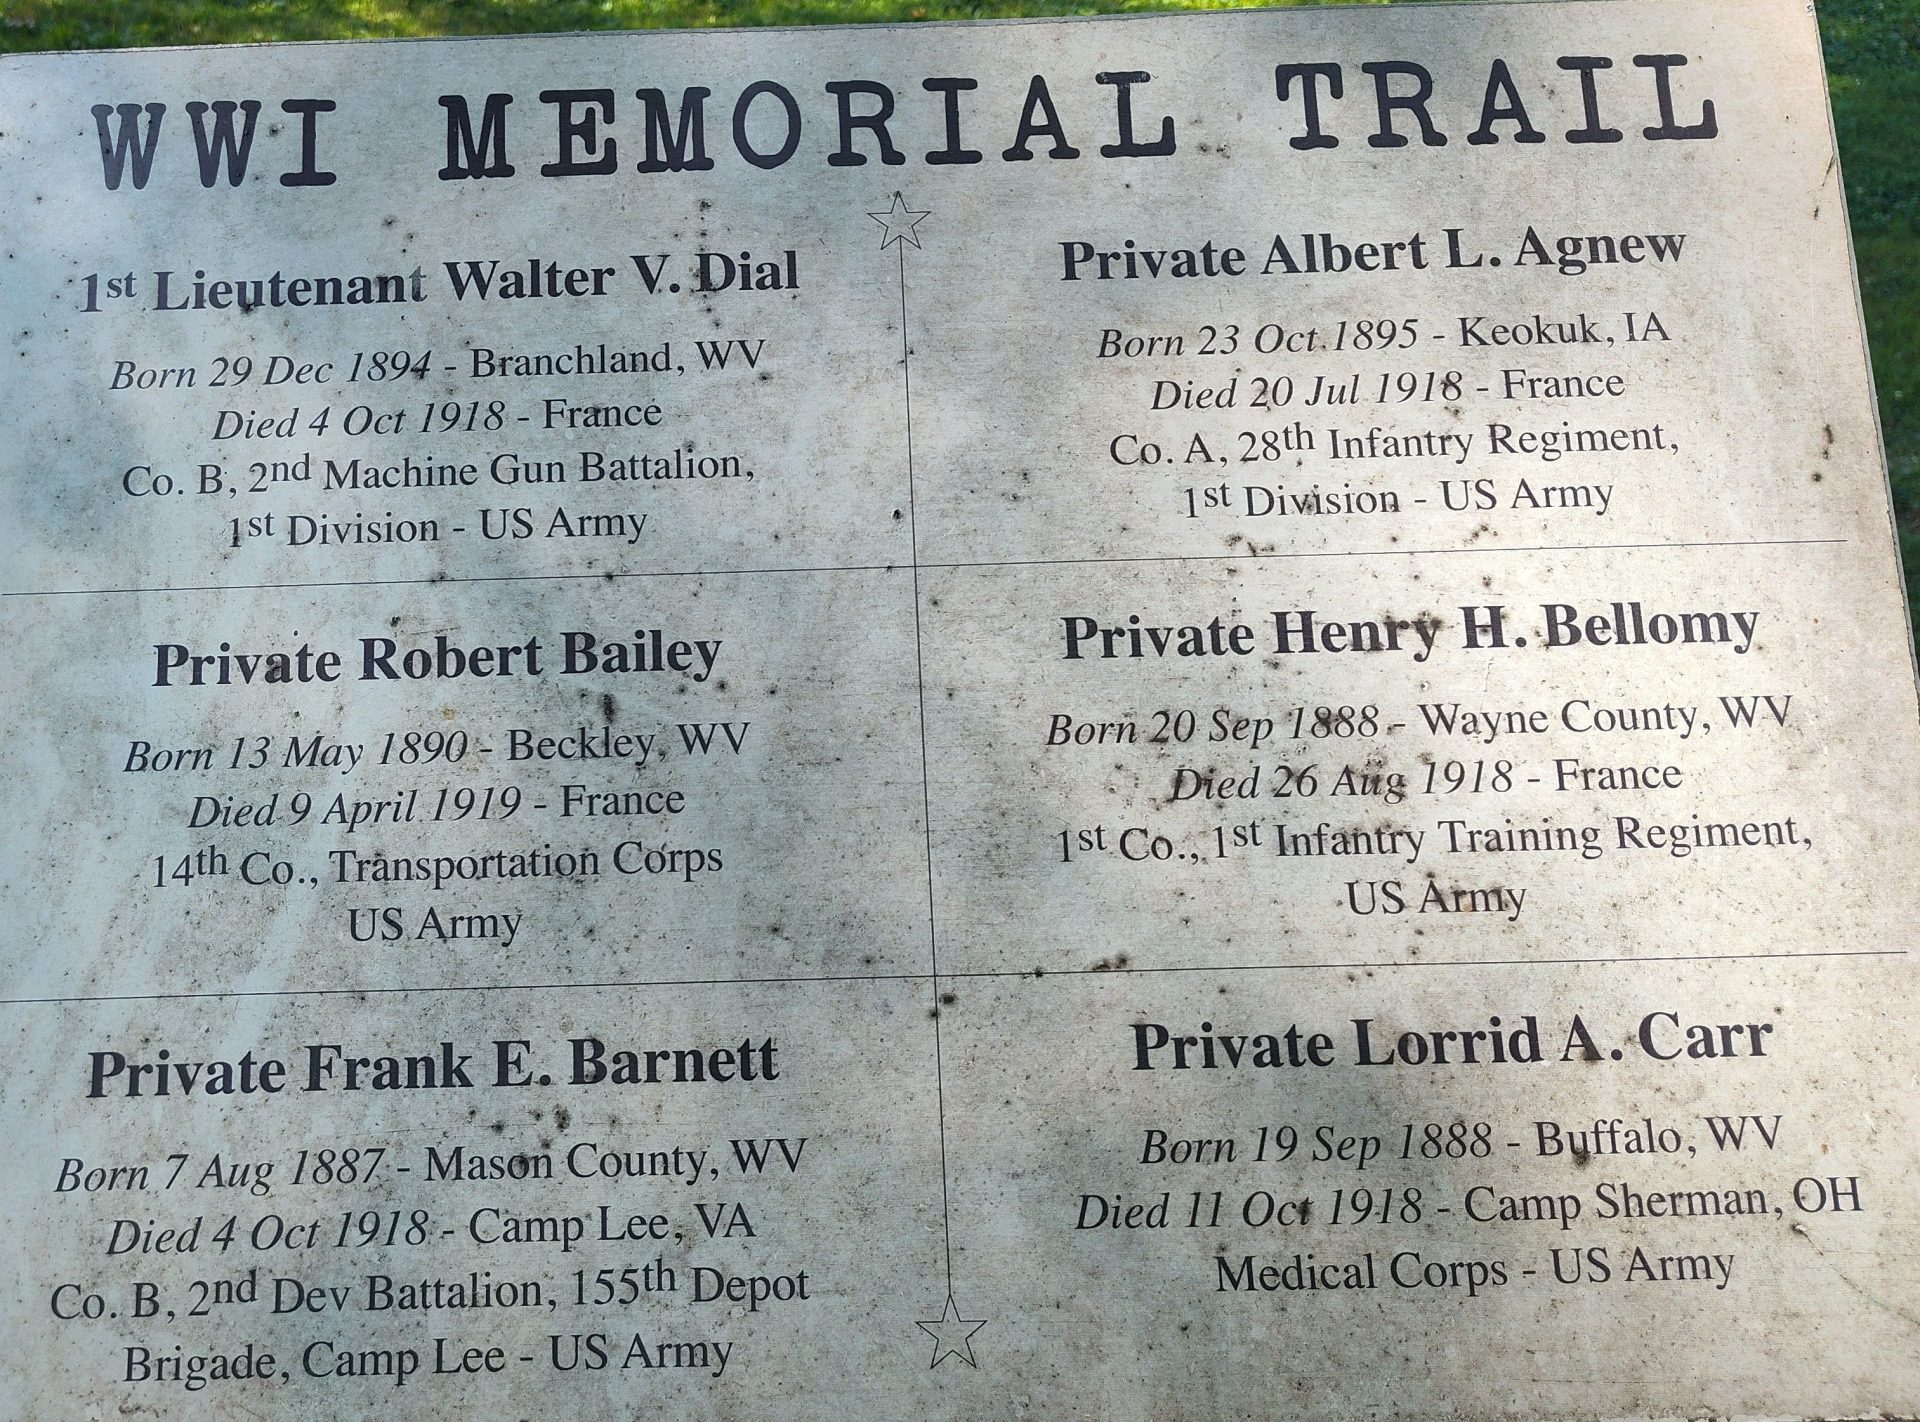 WWI MEMORIAL TRAIL
1st Lieutenant Walter V. Dial
Born 29 Dec 1894 - Branchland, WV
Died 4 Oct 1918 - France
Co. B, 2nd Machine Gun Battalion,
1st Division - US Army
Private Albert L. Agnew
Born 23 Oct 1895 - Keokuk, IA
Died 20 Jul 1918 - France
Co. A, 28th Infantry Regiment,
1st Division - US Army
Private Robert Bailey
Born 13 May 1890 - Beckley, WV
Died 9 April 1919 - France
14th Co., Transportation Corps
US Army
Private Henry H. Bellomy
Born 20 Sep 1888 - Wayne County, WV
Died 26 Aug 1918 - France
1st Co., 1st Infantry Training Regiment,
US Army
Private Frank E. Barnett
Born 7 Aug 1887 - Mason County, WV
Died 4 Oct 1918 - Camp Lee, VA
Co. B, 2nd Dev Battalion, 155th Depot
Brigade, Camp Lee - US Army
Private Lorrid A. Carr
Born 19 Sep 1888 - Buffalo, WV
Died 11 Oct 1918 - Camp Sherman, OH
Medical Corps - US Army